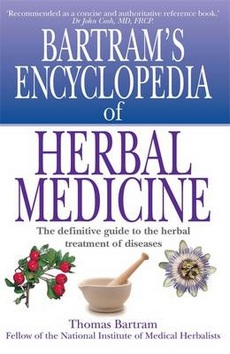 'Recommended as a concise and authoritative reference book.'
Dr John Cosh, MD, FRCP.
BARTRAM'S
ENCYCLOPEDIA
of
HERBAL
MEDICINE
The definitive guide to the herbal
treatment of diseases
Thomas Bartram
Fellow of the National Institute of Medical Herbalists